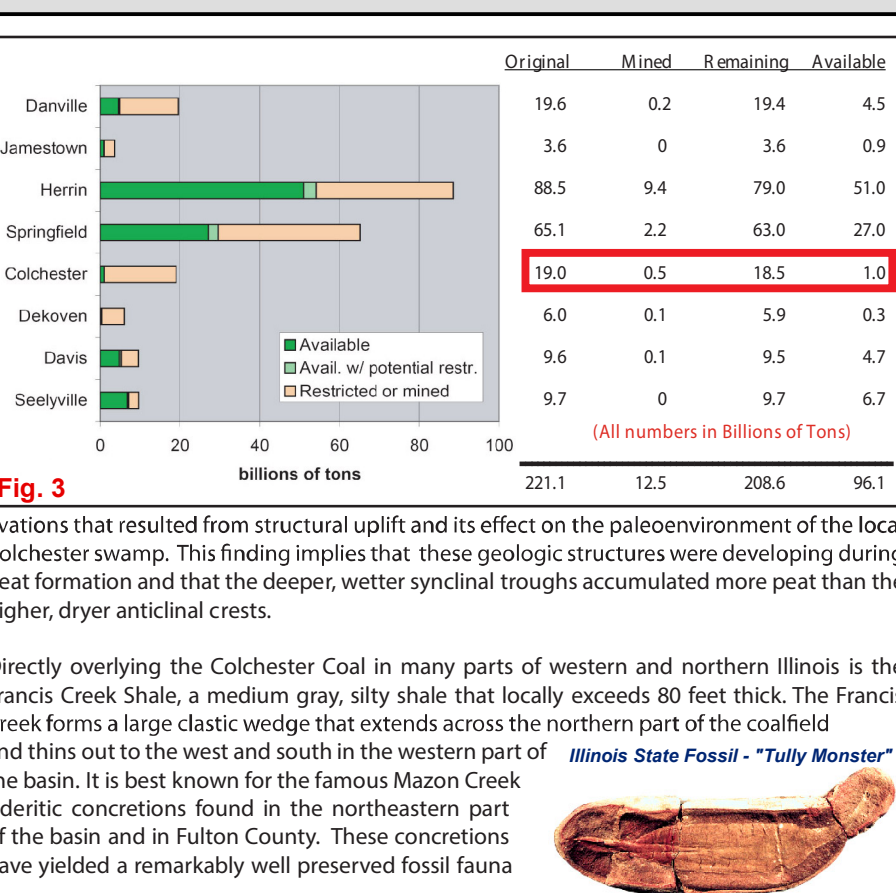 Original Mined Remaining Available
Danville 19.6 0.2 19.4 4.5
Jamestown 3.6 0 3.6 0.9
Herrin 88.5 9.4 79.0 51.0
Springfield 65.1 2.2 63.0 27.0
Colchester 19.0 0.5 18.5 1.0
Dekoven 6.0 0.1 5.9 0.3
Davis 9.6 0.1 9.5 4.7
Seelyville 9.7 0 9.7 6.7
Available
Avail. w/ potential restr.
Restricted or mined
(All numbers in Billions of Tons)
0 20 40 60 80 100
billions of tons
221.1 12.5 208.6 96.1
Fig. 3
vations that resulted from structural uplift and its effect on the paleoenvironment of the loca
olchester swamp. This finding implies that these geologic structures were developing during
eat formation and that the deeper, wetter synclinal troughs accumulated more peat than the
igher, dryer anticlinal crests.
irectly overlying the Colchester Coal in many parts of western and northern Illinois is the
rancis Creek Shale, a medium gray, silty shale that locally exceeds 80 feet thick. The Francis
reek forms a large clastic wedge that extends across the northern part of the coalfield
nd thins out to the west and south in the western part of
he basin. It is best known for the famous Mazon Creek
deritic concretions found in the northeastern part
f the basin and in Fulton County. These concretions
ave yielded a remarkably well preserved fossil fauna
Illinois State Fossil - "Tully Monster"